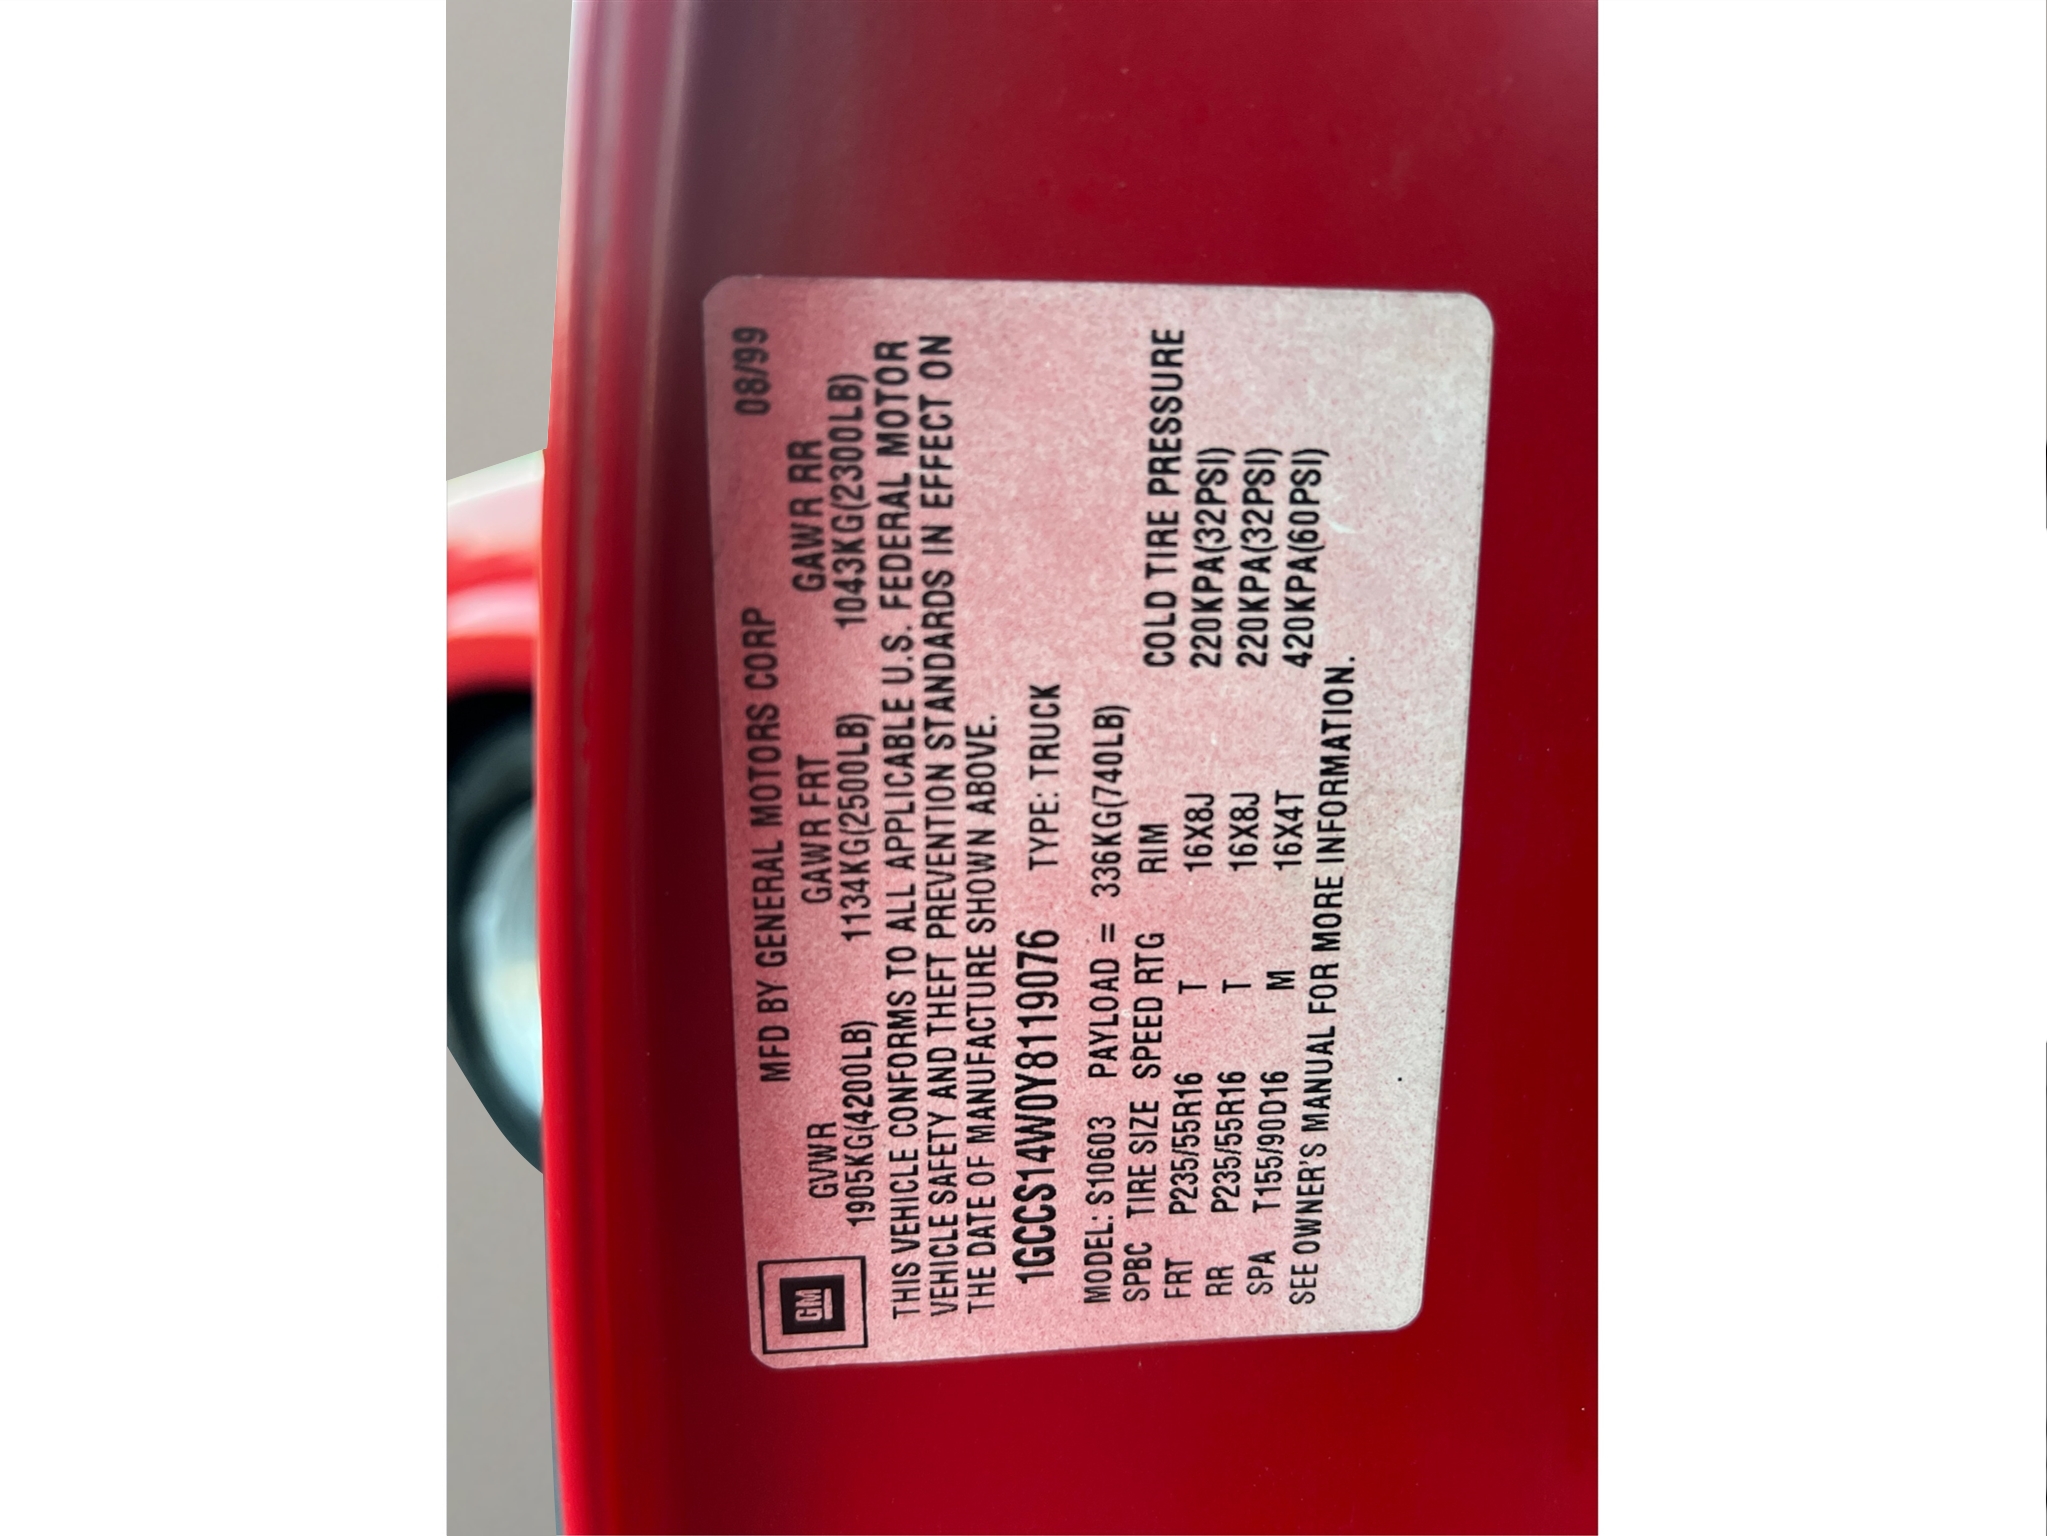 GM
MFD BY GENERAL MOTORS CORP 08/99
GVWR GAWR FRT GAWR RR
1905KG(4200LB) 1134KG(2500LB) 1043KG(2300LB)
THIS VEHICLE CONFORMS TO ALL APPLICABLE U.S. FEDERAL MOTOR
VEHICLE SAFETY AND THEFT PREVENTION STANDARDS IN EFFECT ON
THE DATE OF MANUFACTURE SHOWN ABOVE.
1GCCS14W0Y8119076 TYPE: TRUCK
MODEL: S10603 PAYLOAD = 336KG(740LB)
SPBC TIRE SIZE SPEED RTG RIM COLD TIRE PRESSURE
FRT P235/55R16 T 16X8J 220KPA(32PSI)
RR P235/55R16 T 16X8J 220KPA(32PSI)
SPA T155/90D16 M 16X4T 420KPA(60PSI)
SEE OWNER'S MANUAL FOR MORE INFORMATION.